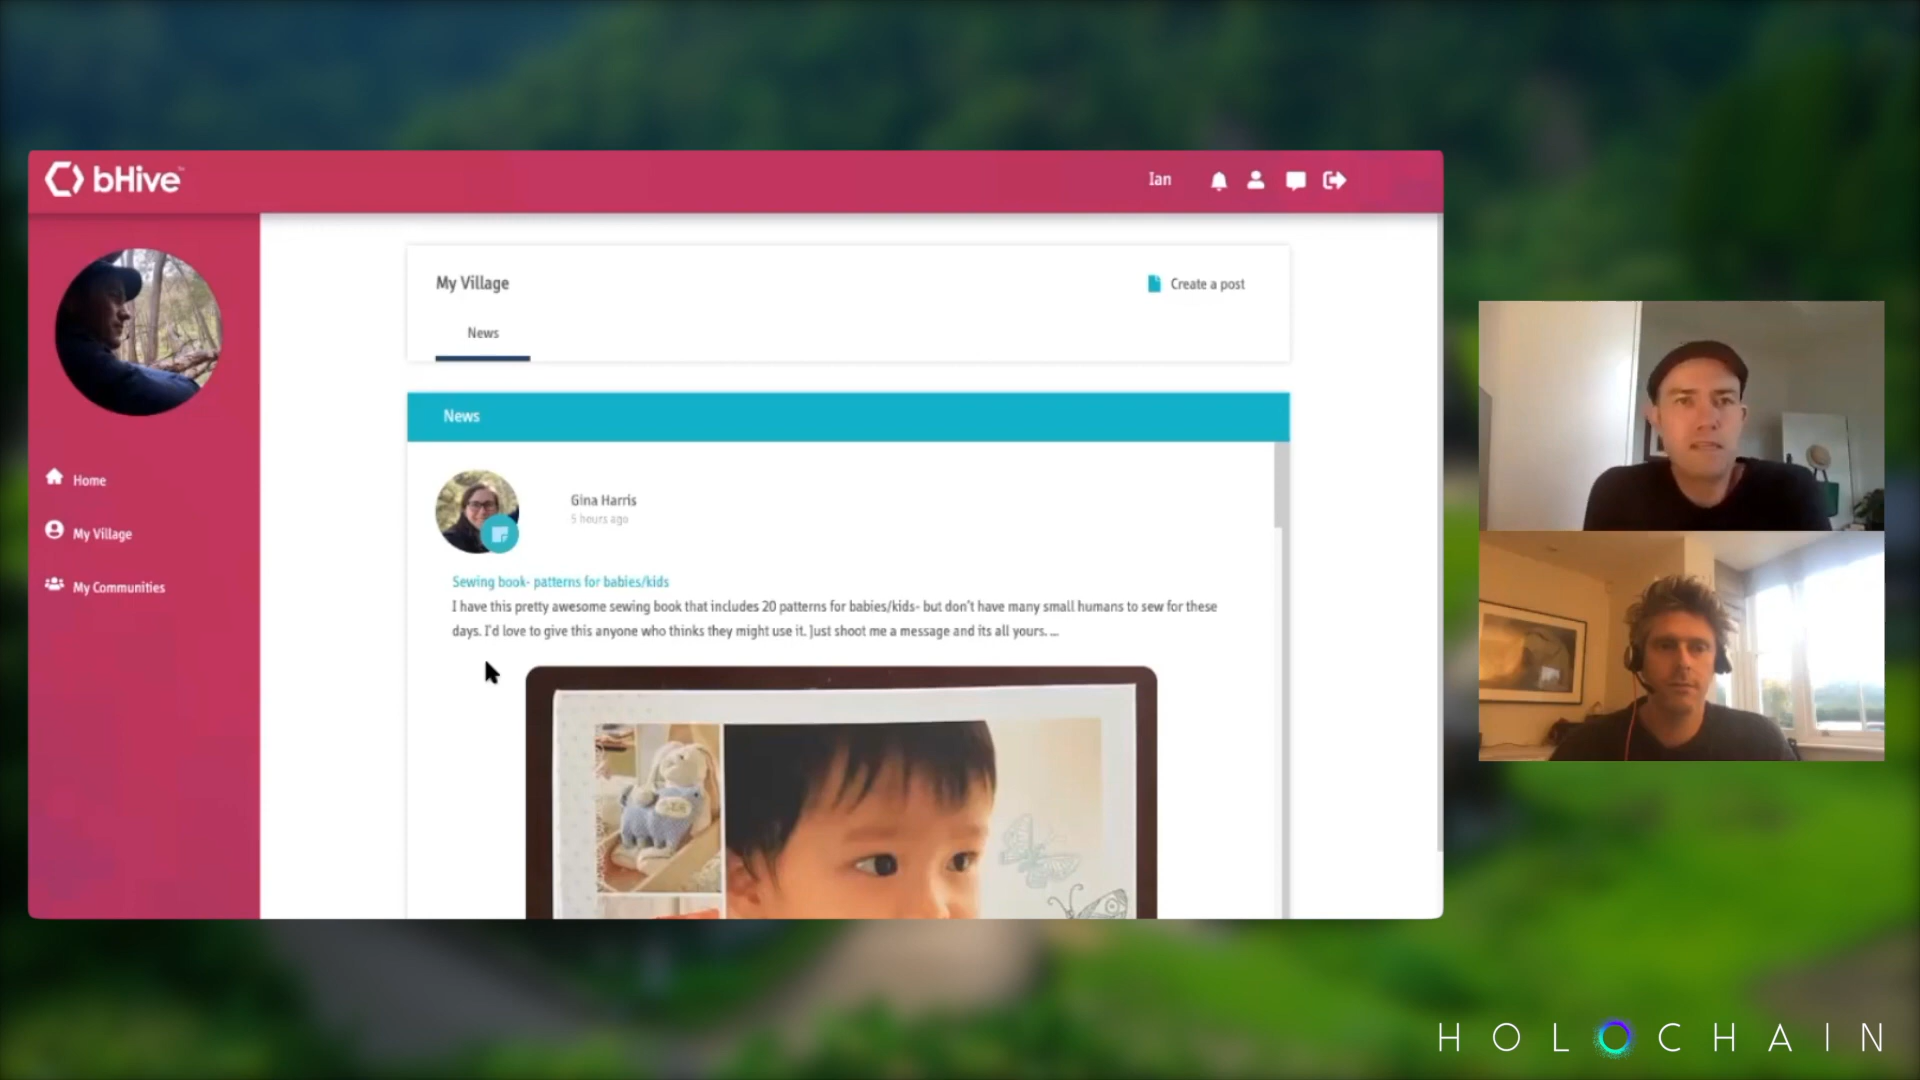 bHive
Ian
My Village
Create a post
News
News
Gina Harris
5 hours ago
Home
My Village
My Communities
Sewing book- patterns for babies/kids
I have this pretty awesome sewing book that includes 20 patterns for babies/kids- but don't have many small humans to sew for these
days. I'd love to give this anyone who thinks they might use it. Just shoot me a message and its all yours. ...
HOLOCHAIN